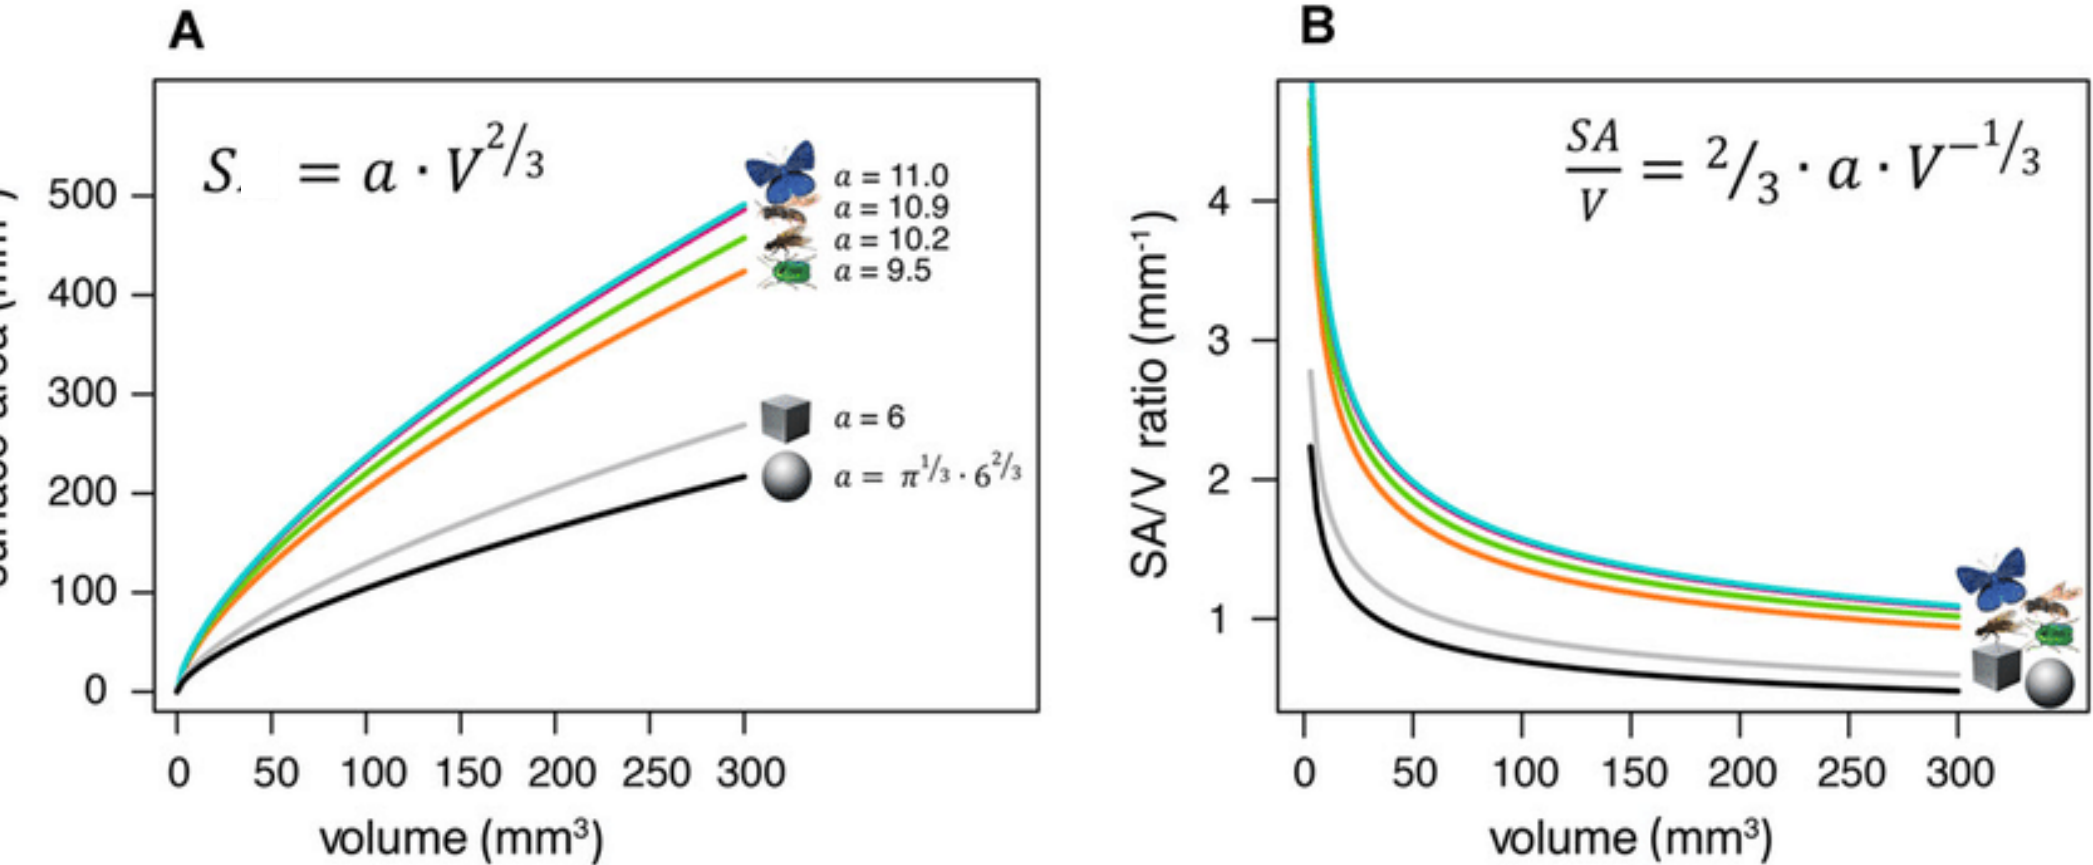 A
S. = a · V^2/3
500
400
300
200
100
0
a = 11.0
a = 10.9
a = 10.2
a = 9.5
a = 6
a = π^1/3 · 6^2/3
0 50 100 150 200 250 300
volume (mm³)
B
SA/V = 2/3 · a · V^−1/3
SA/V ratio (mm⁻¹)
4
3
2
1
0 50 100 150 200 250 300
volume (mm³)